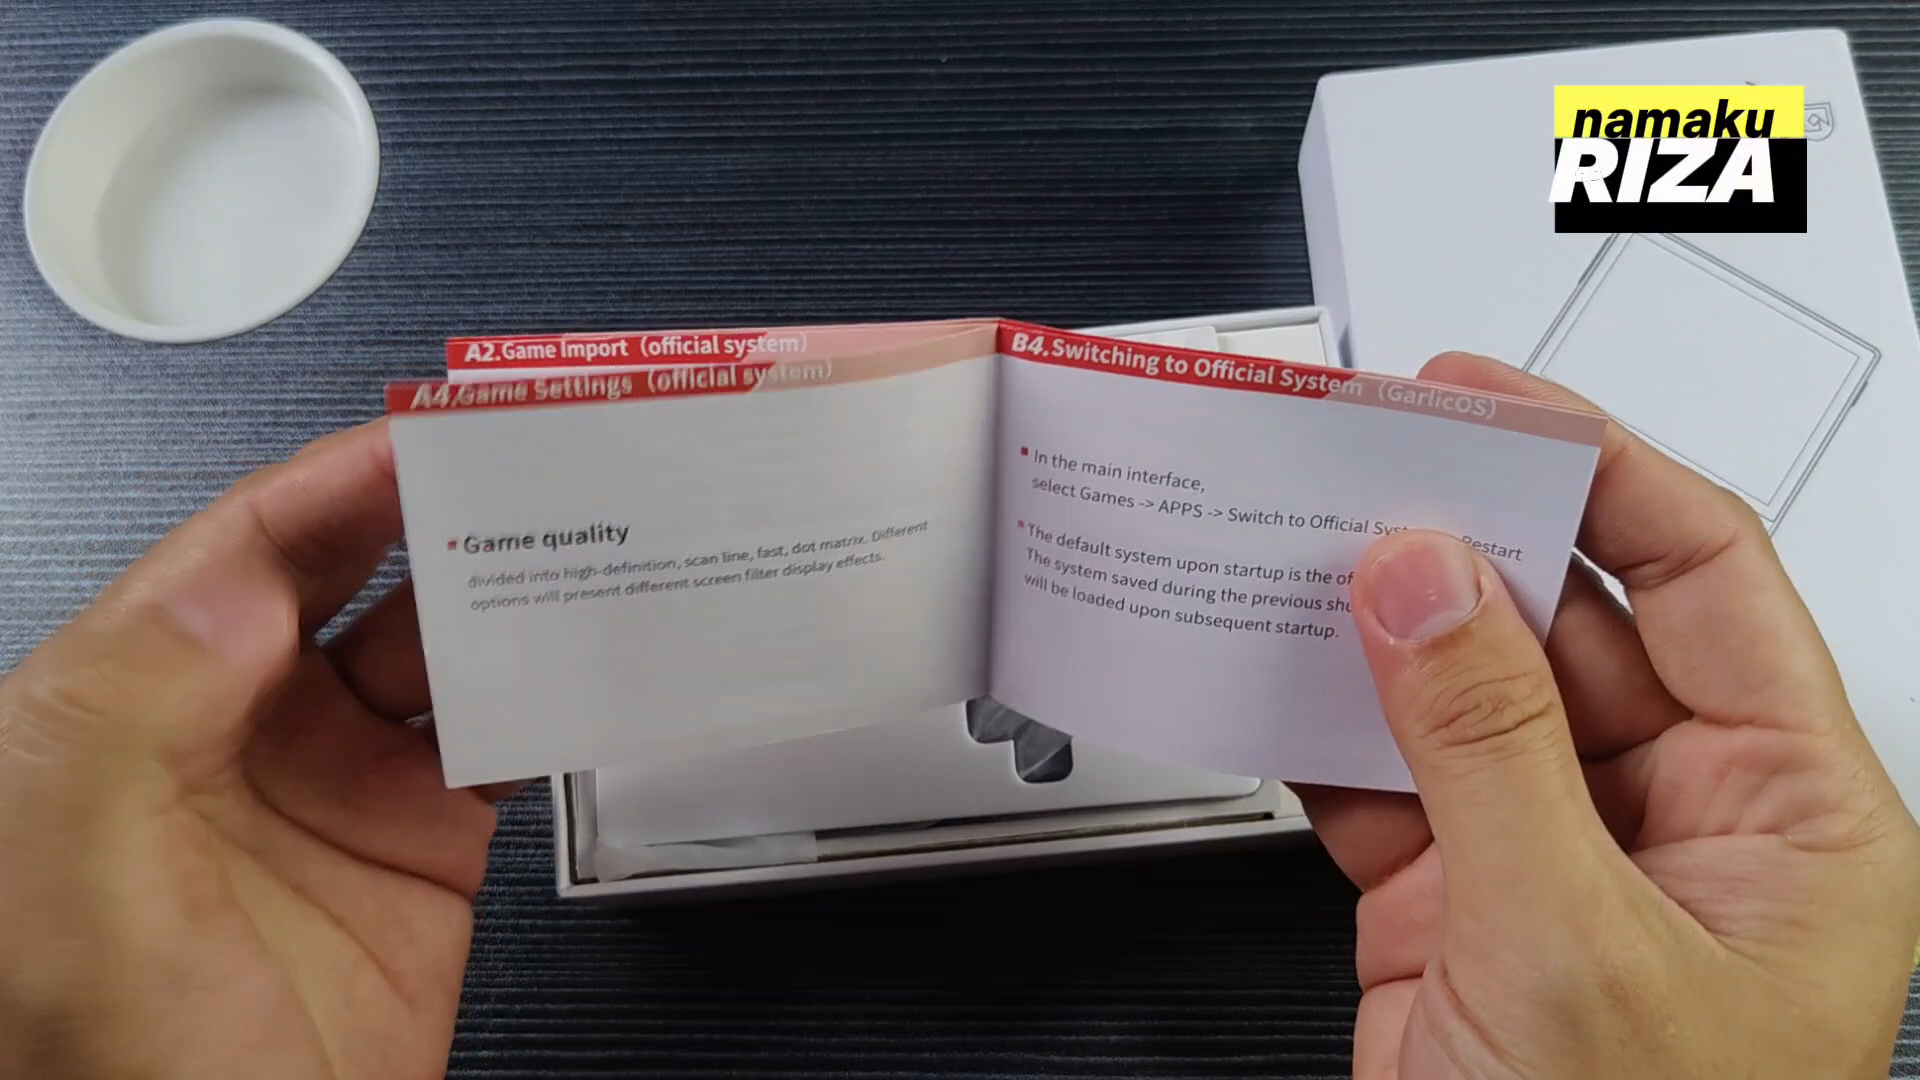 namaku
RIZA
A2.Game Import (official system)
A4.Game Settings (official system)
▪ Game quality
divided into high-definition, scan line, fast, dot matrix. Different
options will present different screen filter display effects.
B4.Switching to Official System (GarlicOS)
▪ In the main interface,
select Games -> APPS -> Switch to Official Restart
▪ The default system upon startup is the
The system saved during the previous
will be loaded upon subsequent startup.